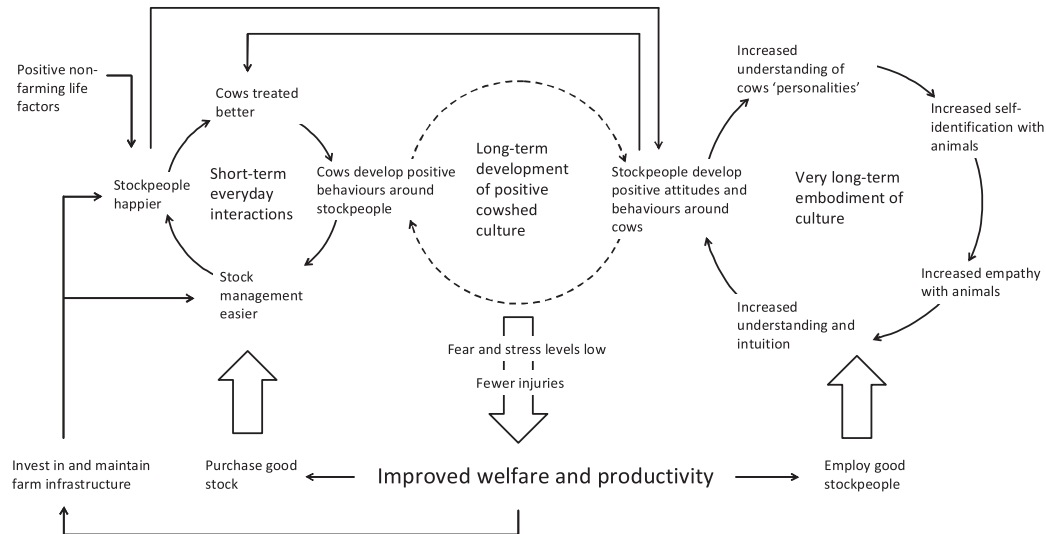 Positive non-
farming life
factors
Cows treated
better
Stockpeople
happier
Short-term
everyday
interactions
Cows develop positive
behaviours around
stockpeople
Stock
management
easier
Long-term
development
of positive
cowshed
culture
Stockpeople develop
positive attitudes and
behaviours around
cows
Increased
understanding of
cows ‘personalities’
Increased self-
identification with
animals
Very long-term
embodiment of
culture
Increased empathy
with animals
Increased
understanding and
intuition
Fear and stress levels low
Fewer injuries
Invest in and maintain
farm infrastructure
Purchase good
stock
Improved welfare and productivity
Employ good
stockpeople